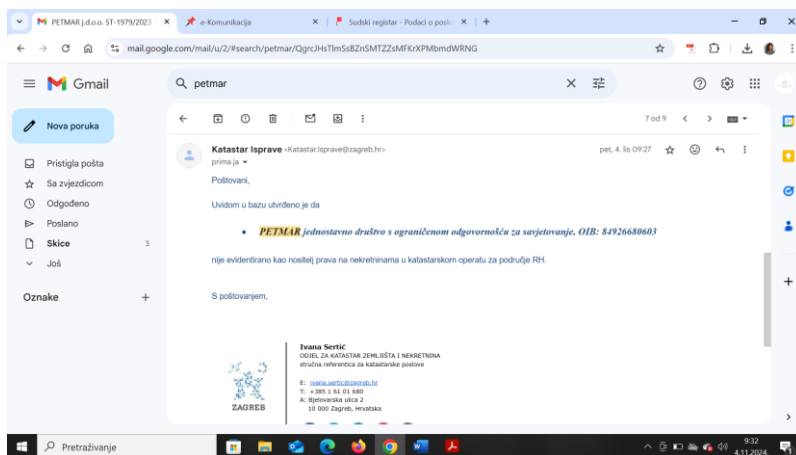 PETMAR j.d.o.o. ST-1979/2023
e-Komunikacija
Sudski registar - Podaci o poslo
mail.google.com/mail/u/2/#search/petmar/QgrcJHsTlmSsBZnSMTZZsMFKrXPMbmdWRNG
Gmail
petmar
Nova poruka
7 od 9
Katastar Isprave <Katastar.Isprave@zagreb.hr>
pet, 4. lis 09:27
prima ja
Pristigla pošta
Sa zvjezdicom
Odgođeno
Poslano
Skice 3
Još
Oznake
Poštovani,
Uvidom u bazu utvrđeno je da
• PETMAR jednostavno društvo s ograničenom odgovornošću za savjetovanje, OIB: 84926680603
nije evidentirano kao nositelj prava na nekretninama u katastarskom operatu za područje RH.
S poštovanjem,
ZAGREB
Ivana Sertić
ODJEL ZA KATASTAR ZEMLJIŠTA I NEKRETNINA
stručna referentica za katastarske poslove
E: ivana.sertic@zagreb.hr
T: +385 1 61 01 680
A: Bjelovarska ulica 2
10 000 Zagreb, Hrvatska
Pretraživanje
9:32
4.11.2024.